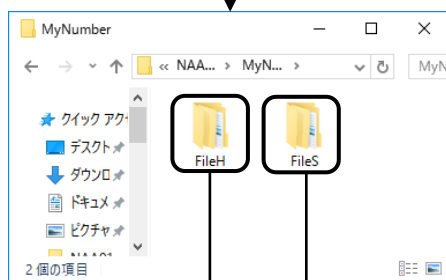 MyNumber
« NAA... › MyN... ›
MyN
クイック アク
デスクト
ダウンロ
ドキュメ
ピクチャ
FileH
FileS
2 個の項目